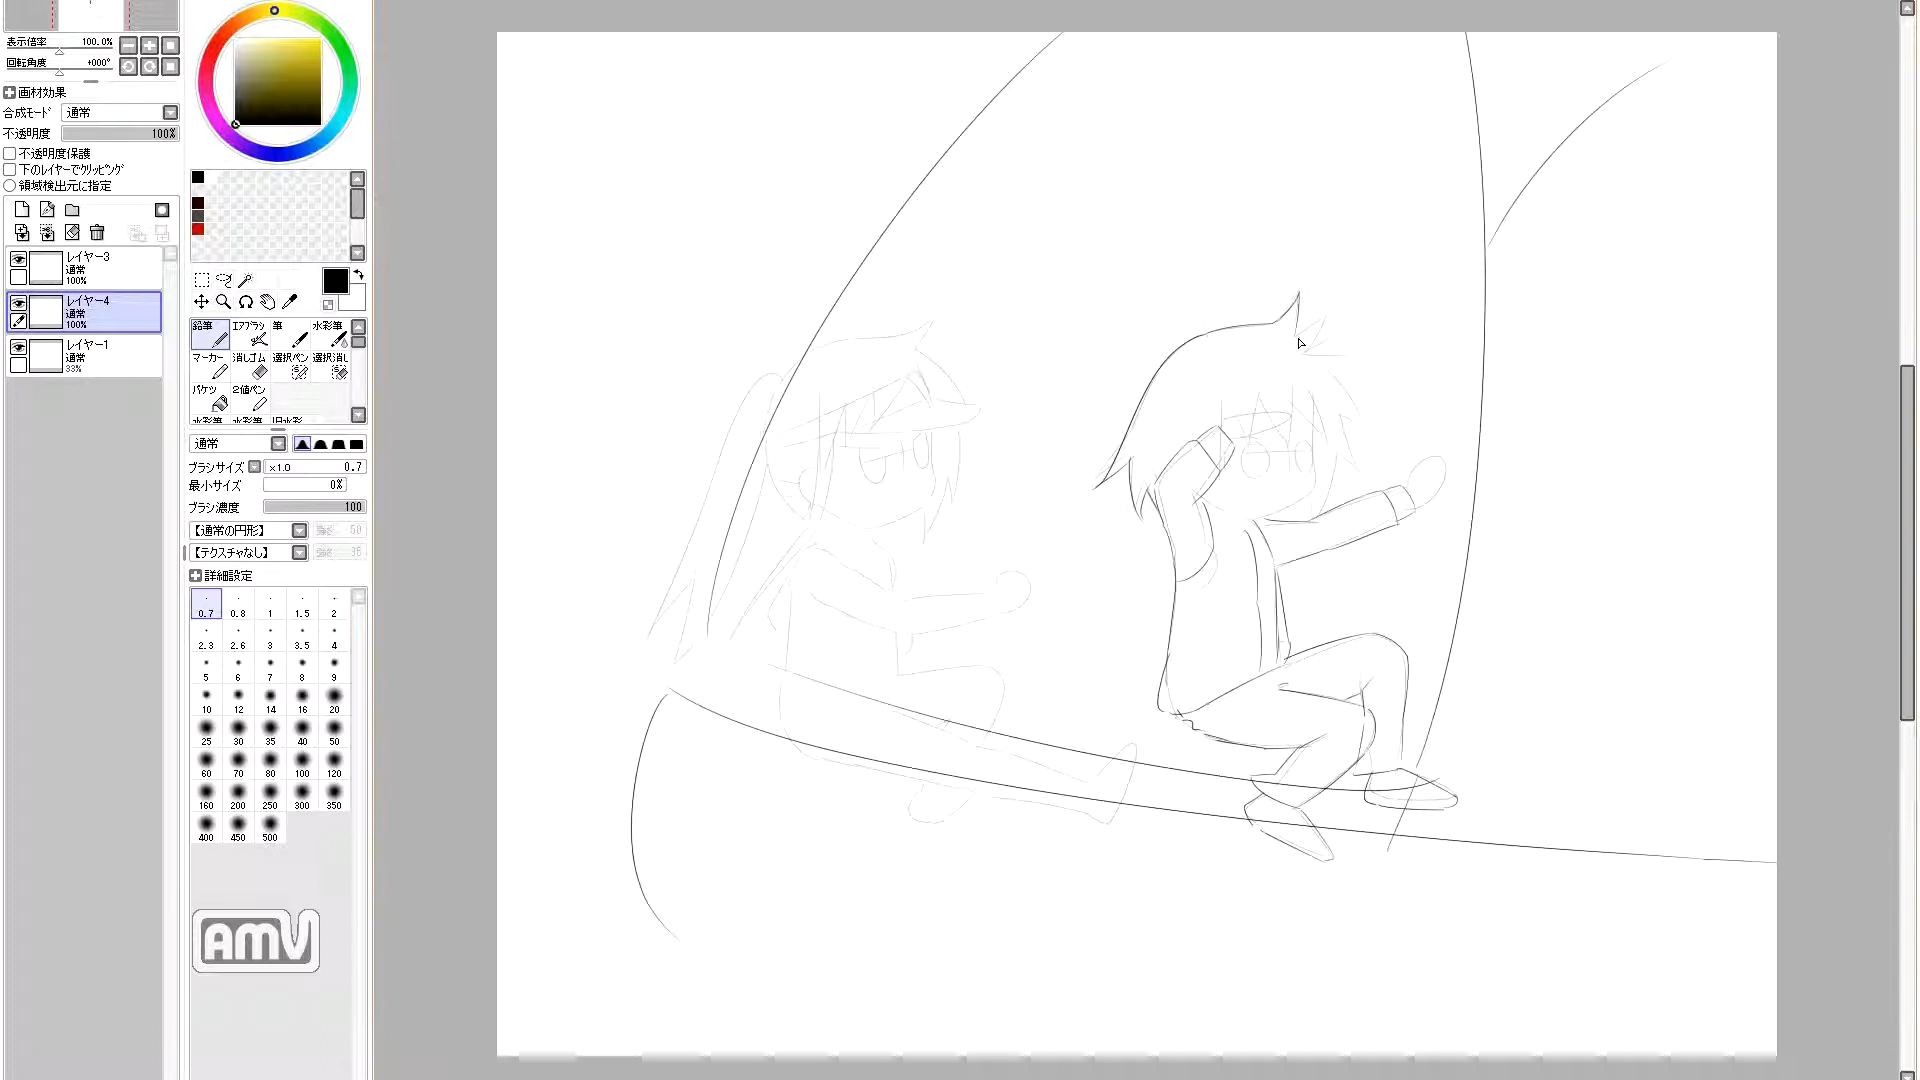 表示倍率 100.0%
回転角度 +000°
画材効果
合成モード 通常
不透明度 100%
不透明度保護
下のレイヤーでクリッピング
領域検出元に指定
レイヤー3
通常
100%
レイヤー4
通常
100%
レイヤー1
通常
33%
鉛筆 エアブラシ 筆 水彩筆
マーカー 消しゴム 選択ペン 選択消し
バケツ 2値ペン
通常
ブラシサイズ x1.0 0.7
最小サイズ 0%
ブラシ濃度 100
【通常の円形】 50
【テクスチャなし】
詳細設定
0.7 0.8 1 1.5 2
2.3 2.6 3 3.5 4
5 6 7 8 9
10 12 14 16 20
25 30 35 40 50
60 70 80 100 120
160 200 250 300 350
400 450 500
AMV